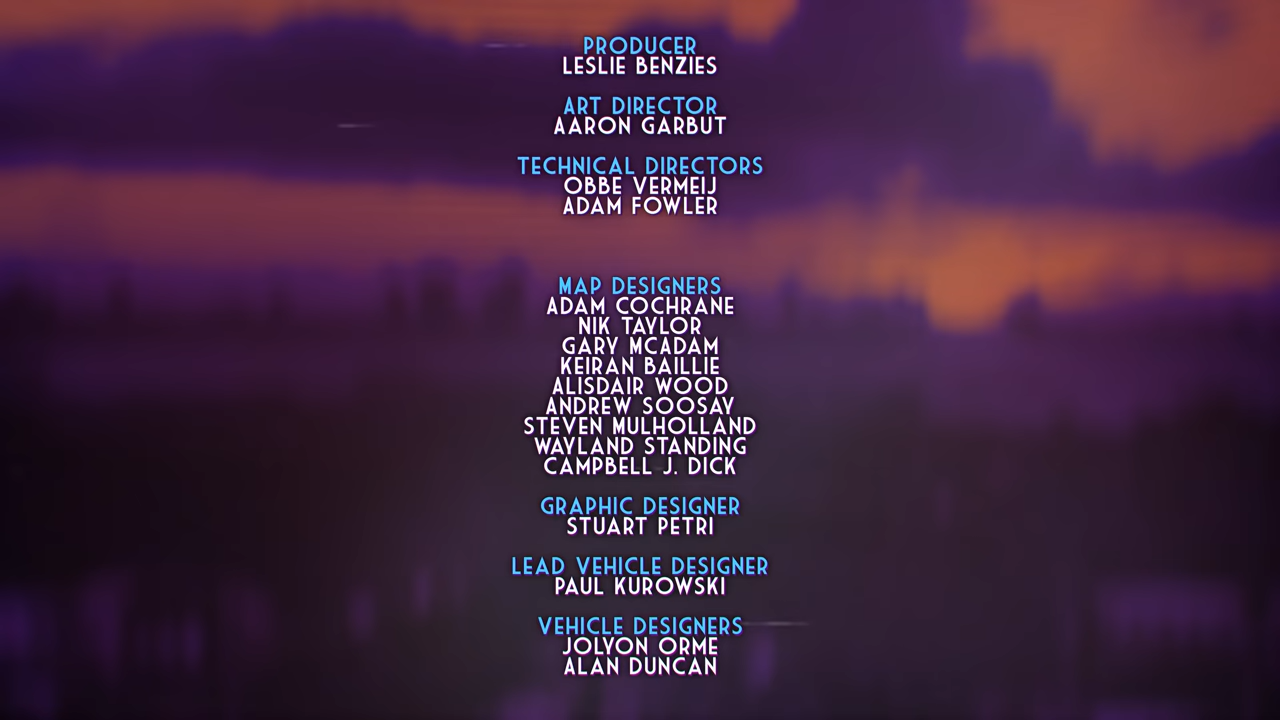 PRODUCER
LESLIE BENZIES
ART DIRECTOR
AARON GARBUT
TECHNICAL DIRECTORS
OBBE VERMEIJ
ADAM FOWLER
MAP DESIGNERS
ADAM COCHRANE
NIK TAYLOR
GARY MCADAM
KEIRAN BAILLIE
ALISDAIR WOOD
ANDREW SOOSAY
STEVEN MULHOLLAND
WAYLAND STANDING
CAMPBELL J. DICK
GRAPHIC DESIGNER
STUART PETRI
LEAD VEHICLE DESIGNER
PAUL KUROWSKI
VEHICLE DESIGNERS
JOLYON ORME
ALAN DUNCAN